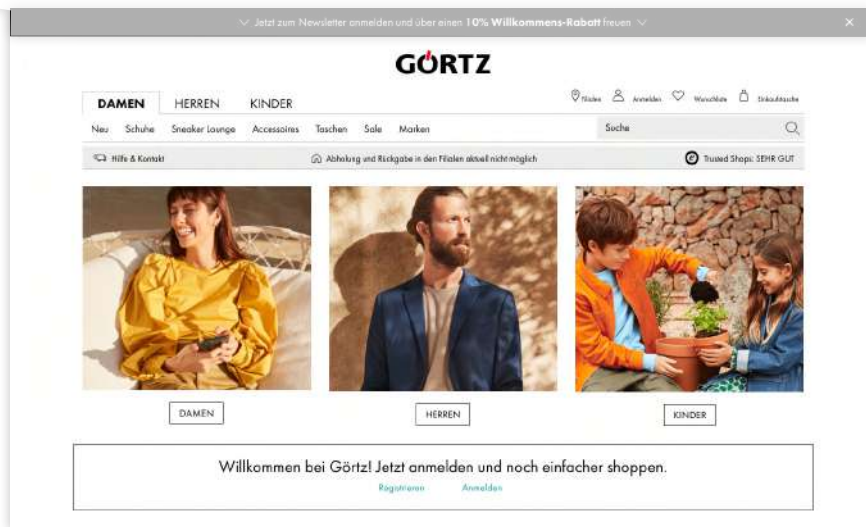 Jetzt zum Newsletter anmelden und über einen 10% Willkommens-Rabatt freuen
GÖRTZ
DAMEN HERREN KINDER
Filialen Anmelden Wunschliste Einkaufstasche
Neu Schuhe Sneaker Lounge Accessoires Taschen Sale Marken
Suche
Hilfe & Kontakt Abholung und Rückgabe in den Filialen aktuell nicht möglich Trusted Shops: SEHR GUT
DAMEN HERREN KINDER
Willkommen bei Görtz! Jetzt anmelden und noch einfacher shoppen.
Registrieren Anmelden